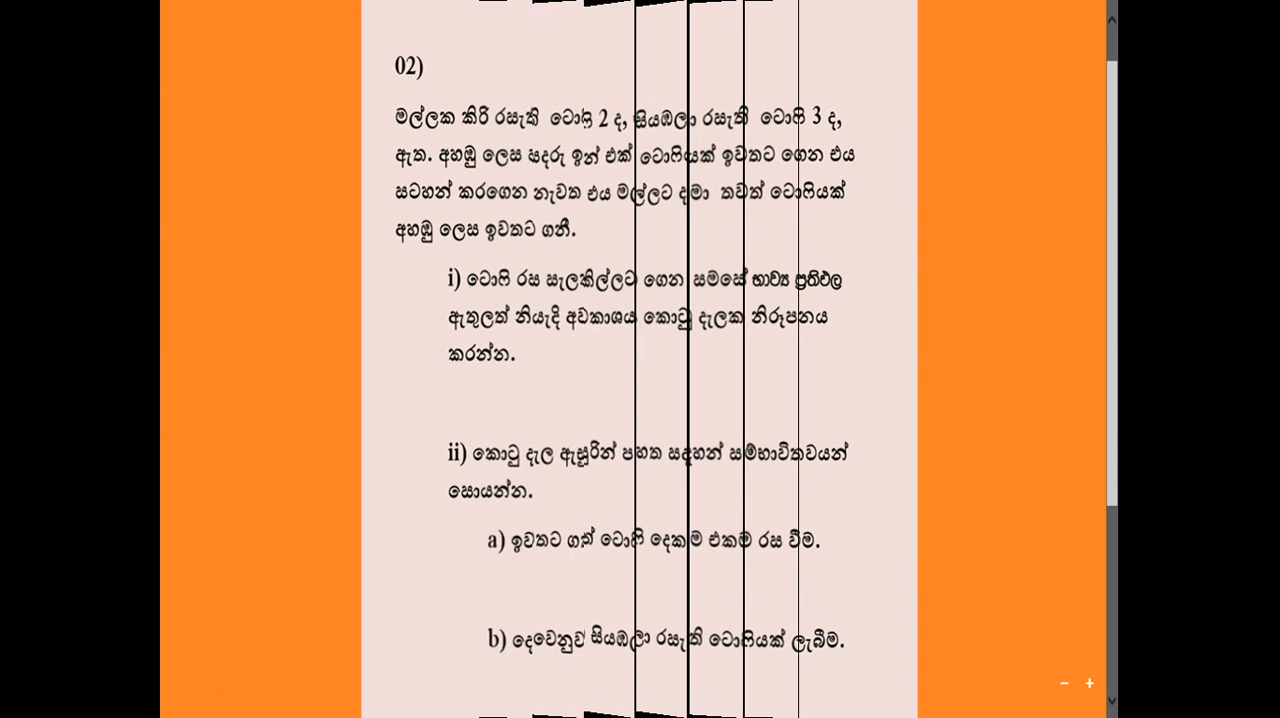 02)
මල්ලක කිරි රසැති ටොෆි 2 ද, සියඹලා රසැති ටොෆි 3 ද,
ඇත. අහඹු ලෙස සඳරු ඉන් එක් ටොෆියක් ඉවතට ගෙන එය
සටහන් කරගෙන නැවත එය මල්ලට දමා තවත් ටොෆියක්
අහඹු ලෙස ඉවතට ගනී.
i) ටොෆි රස සැලකිල්ලට ගෙන සමසේ භාව්‍ය ප්‍රතිඵල
ඇතුලත් නියැදි අවකාශය කොටු දැලක නිරූපනය
කරන්න.
ii) කොටු දැල ඇසුරින් පහත සඳහන් සම්භාවිතවයන්
සොයන්න.
a) ඉවතට ගත් ටොෆි දෙකම එකම රස වීම.
b) දෙවෙනුව සියඹලා රසැති ටොෆියක් ලැබීම.